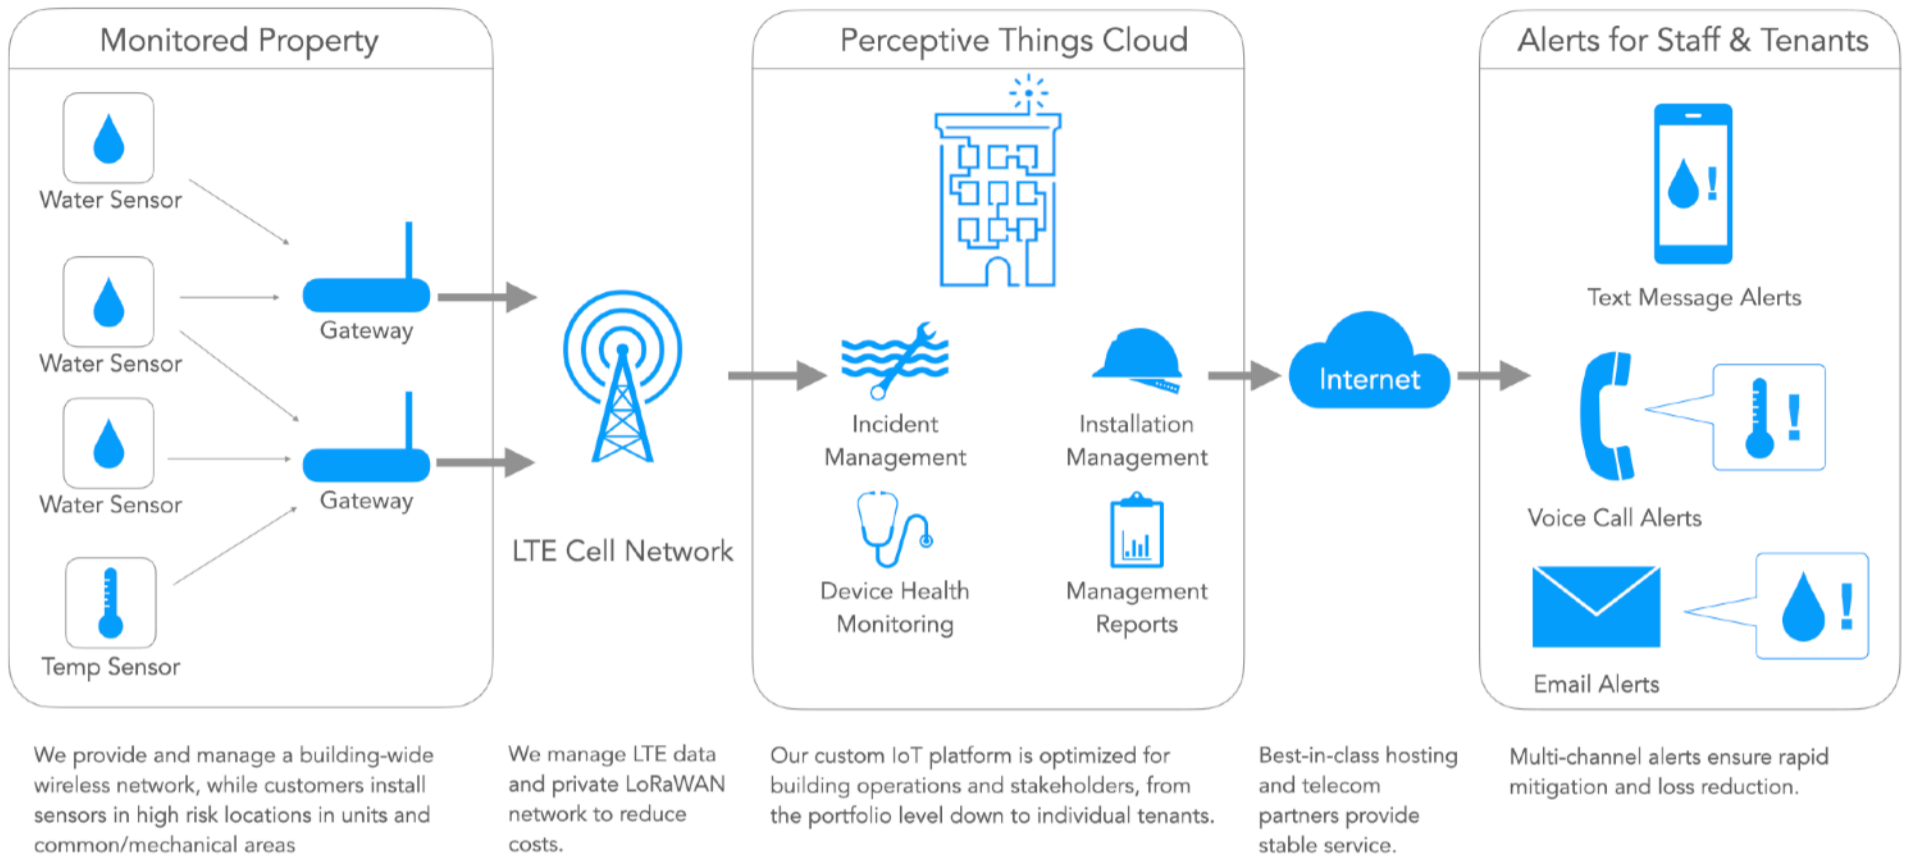 Monitored Property
Water Sensor
Water Sensor
Water Sensor
Temp Sensor
Gateway
Gateway
LTE Cell Network
Perceptive Things Cloud
Incident
Management
Installation
Management
Device Health
Monitoring
Management
Reports
Internet
Alerts for Staff & Tenants
!
Text Message Alerts
!
Voice Call Alerts
!
Email Alerts
We provide and manage a building-wide
wireless network, while customers install
sensors in high risk locations in units and
common/mechanical areas
We manage LTE data
and private LoRaWAN
network to reduce
costs.
Our custom IoT platform is optimized for
building operations and stakeholders, from
the portfolio level down to individual tenants.
Best-in-class hosting
and telecom
partners provide
stable service.
Multi-channel alerts ensure rapid
mitigation and loss reduction.